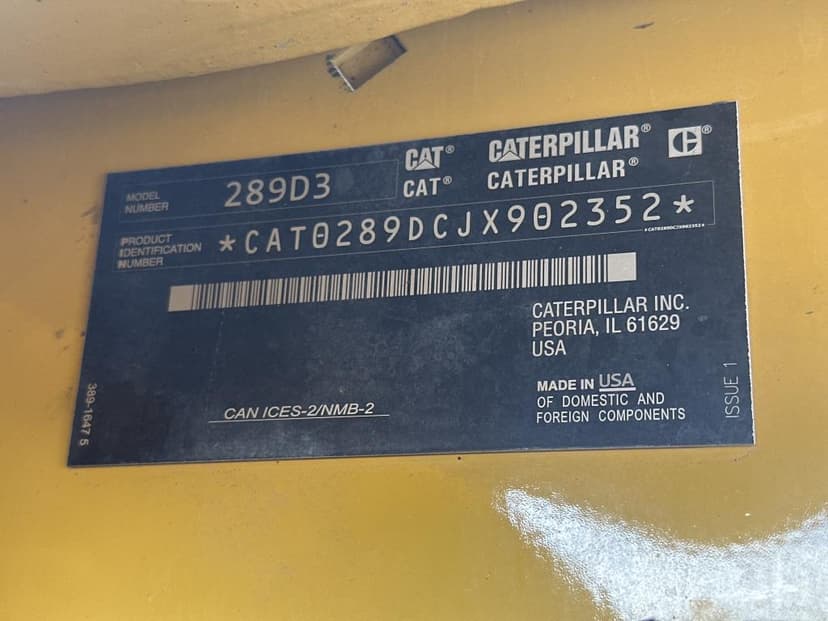 CAT® CATERPILLAR® C®
CAT® CATERPILLAR®
MODEL NUMBER 289D3
PRODUCT IDENTIFICATION NUMBER *CAT0289DCJX902352*
*CAT0289DCJX902352*
CATERPILLAR INC.
PEORIA, IL 61629
USA
MADE IN USA
OF DOMESTIC AND
FOREIGN COMPONENTS
CAN ICES-2/NMB-2
389-1647 5
ISSUE 1